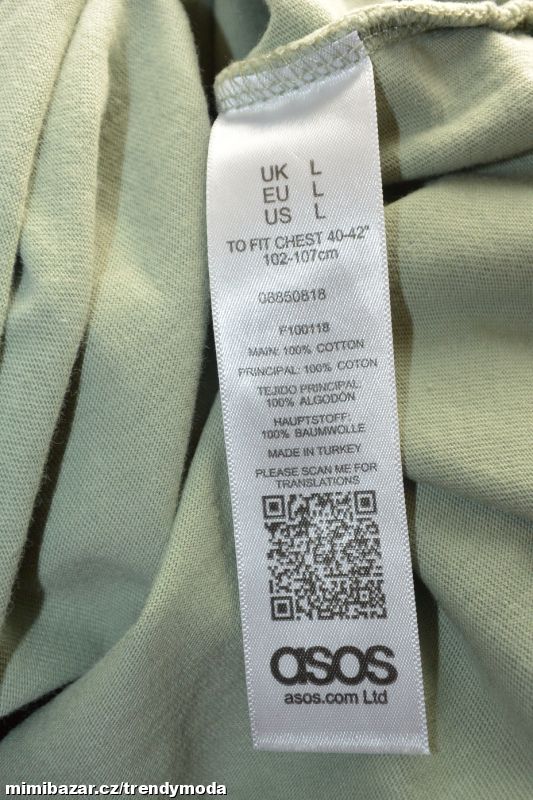 UK L
EU L
US L
TO FIT CHEST 40-42"
102-107cm
08850818
F100118
MAIN: 100% COTTON
PRINCIPAL: 100% COTON
TEJIDO PRINCIPAL
100% ALGODÓN
HAUPTSTOFF:
100% BAUMWOLLE
MADE IN TURKEY
PLEASE SCAN ME FOR
TRANSLATIONS
asos
asos.com Ltd
mimibazar.cz/trendymoda